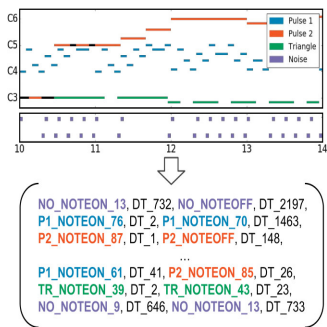 C6
C5
C4
C3
Pulse 1
Pulse 2
Triangle
Noise
10 11 12 13 14
NO_NOTEON_13, DT_732, NO_NOTEOFF, DT_2197,
P1_NOTEON_76, DT_2, P1_NOTEON_70, DT_1463,
P2_NOTEON_87, DT_1, P2_NOTEOFF, DT_148,
...
P1_NOTEON_61, DT_41, P2_NOTEON_85, DT_26,
TR_NOTEON_39, DT_2, TR_NOTEON_43, DT_23,
NO_NOTEON_9, DT_646, NO_NOTEON_13, DT_733